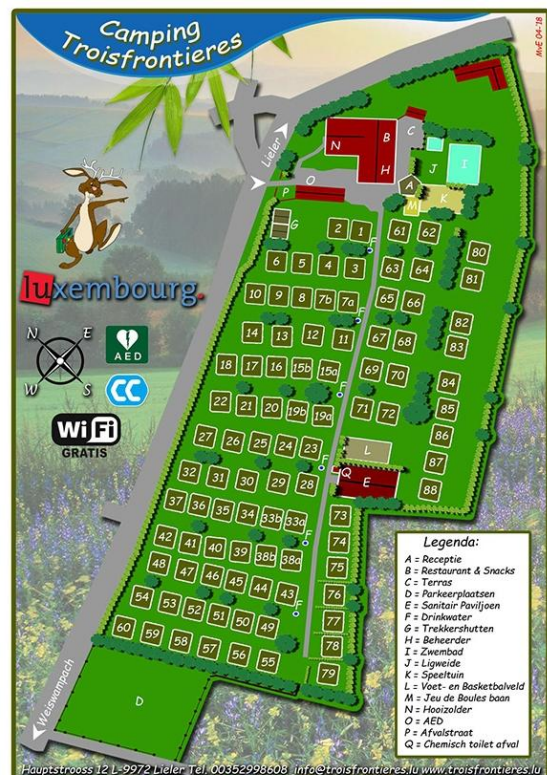 Camping
Troisfrontieres
MvE 04-'18
Lieler
N
B
C
H
J
I
A
K
M
O
P
G
F
2 1
61 62
80
6 5 4 3
63 64
81
10 9 8 7b 7a
65 66
82
F
14 13 12 11
67 68
83
18 17 16 15b 15a
69 70
84
F
22 21 20 19b 19a
71 72
85
86
27 26 25 24 23
L
87
F
Q
E
88
32 31 30 29 28
37 36 35 34 33b 33a
73
F
74
42 41 40 39 38b 38a
75
48 47 46 45 44 43
76
F
54 53 52 51 50 49
77
60 59 58 57 56 55
78
79
D
Weiswampach
luxembourg.
N E
W S
AED
CC
WiFi
GRATIS
Legenda:
A = Receptie
B = Restaurant & Snacks
C = Terras
D = Parkeerplaatsen
E = Sanitair Paviljoen
F = Drinkwater
G = Trekkershutten
H = Beheerder
I = Zwembad
J = Ligweide
K = Speeltuin
L = Voet- en Basketbalveld
M = Jeu de Boules baan
N = Hooizolder
O = AED
P = Afvalstraat
Q = Chemisch toilet afval
Hauptstrooss 12 L-9972 Lieler Tel. 00352998608 info@troisfrontieres.lu www.troisfrontieres.lu